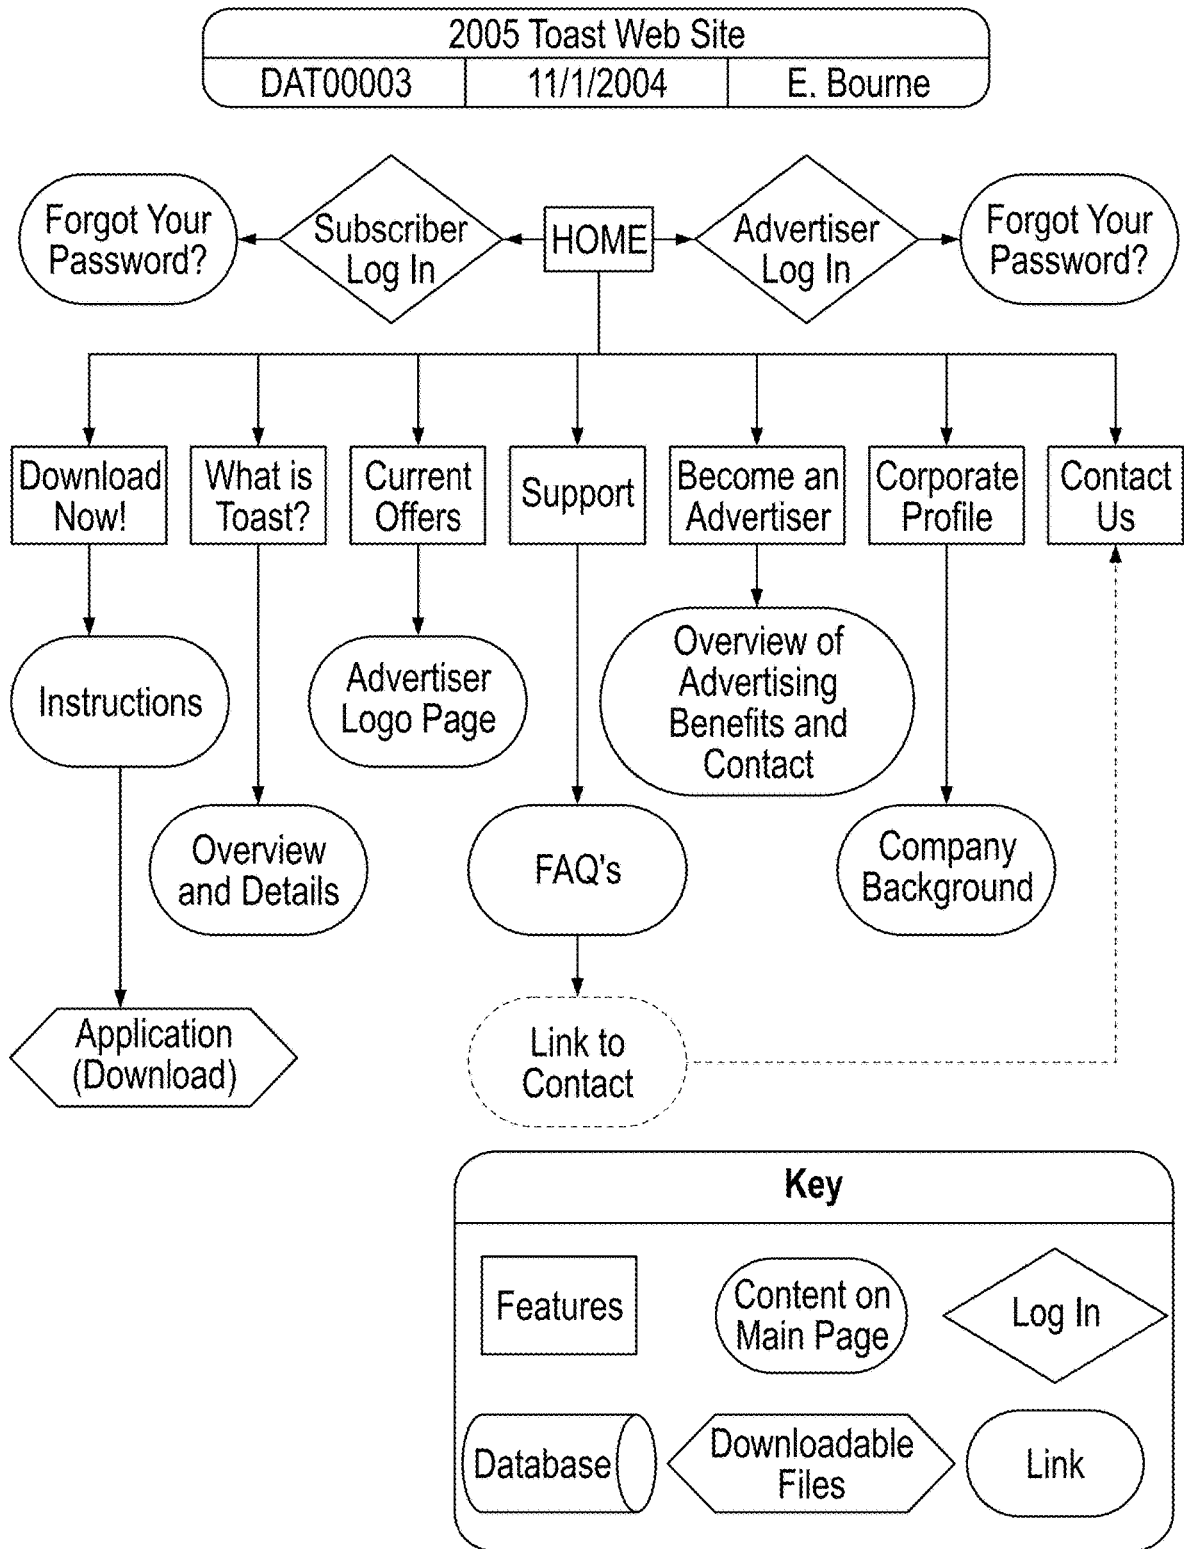 2005 Toast Web Site
DAT00003
11/1/2004
E. Bourne
Forgot Your
Password?
Subscriber
Log In
HOME
Advertiser
Log In
Forgot Your
Password?
Download
Now!
What is
Toast?
Current
Offers
Support
Become an
Advertiser
Corporate
Profile
Contact
Us
Instructions
Advertiser
Logo Page
Overview of
Advertising
Benefits and
Contact
Overview
and Details
FAQ's
Company
Background
Application
(Download)
Link to
Contact
Key
Features
Content on
Main Page
Log In
Database
Downloadable
Files
Link